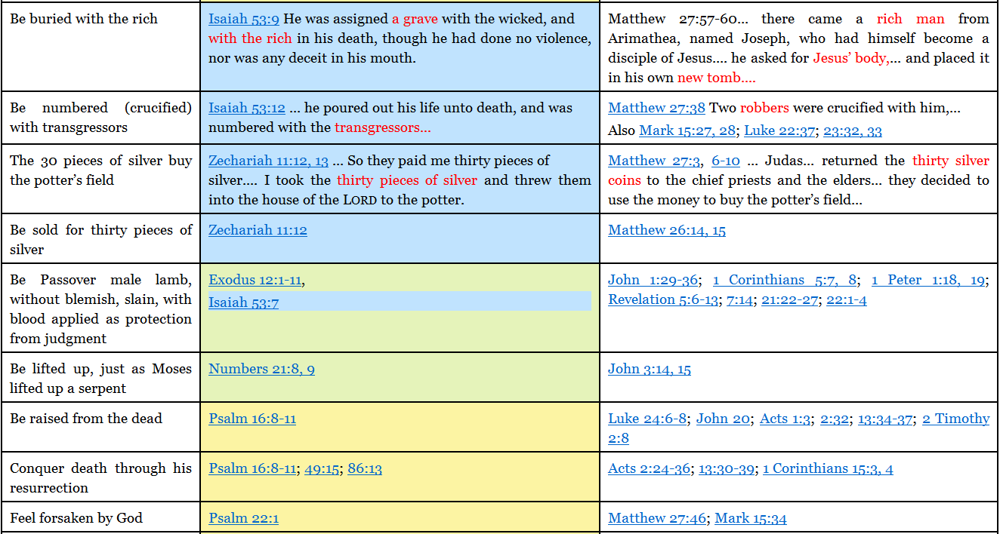 Be buried with the rich
Isaiah 53:9 He was assigned a grave with the wicked, and
with the rich in his death, though he had done no violence,
nor was any deceit in his mouth.
Matthew 27:57-60... there came a rich man from
Arimathea, named Joseph, who had himself become a
disciple of Jesus.... he asked for Jesus’ body,... and placed it
in his own new tomb....
Be numbered (crucified)
with transgressors
Isaiah 53:12 ... he poured out his life unto death, and was
numbered with the transgressors...
Matthew 27:38 Two robbers were crucified with him,...
Also Mark 15:27, 28; Luke 22:37; 23:32, 33
The 30 pieces of silver buy
the potter’s field
Zechariah 11:12, 13 ... So they paid me thirty pieces of
silver.... I took the thirty pieces of silver and threw them
into the house of the LORD to the potter.
Matthew 27:3, 6-10 ... Judas... returned the thirty silver
coins to the chief priests and the elders... they decided to
use the money to buy the potter’s field...
Be sold for thirty pieces of
silver
Zechariah 11:12
Matthew 26:14, 15
Be Passover male lamb,
without blemish, slain, with
blood applied as protection
from judgment
Exodus 12:1-11,
Isaiah 53:7
John 1:29-36; 1 Corinthians 5:7, 8; 1 Peter 1:18, 19;
Revelation 5:6-13; 7:14; 21:22-27; 22:1-4
Be lifted up, just as Moses
lifted up a serpent
Numbers 21:8, 9
John 3:14, 15
Be raised from the dead
Psalm 16:8-11
Luke 24:6-8; John 20; Acts 1:3; 2:32; 13:34-37; 2 Timothy
2:8
Conquer death through his
resurrection
Psalm 16:8-11; 49:15; 86:13
Acts 2:24-36; 13:30-39; 1 Corinthians 15:3, 4
Feel forsaken by God
Psalm 22:1
Matthew 27:46; Mark 15:34